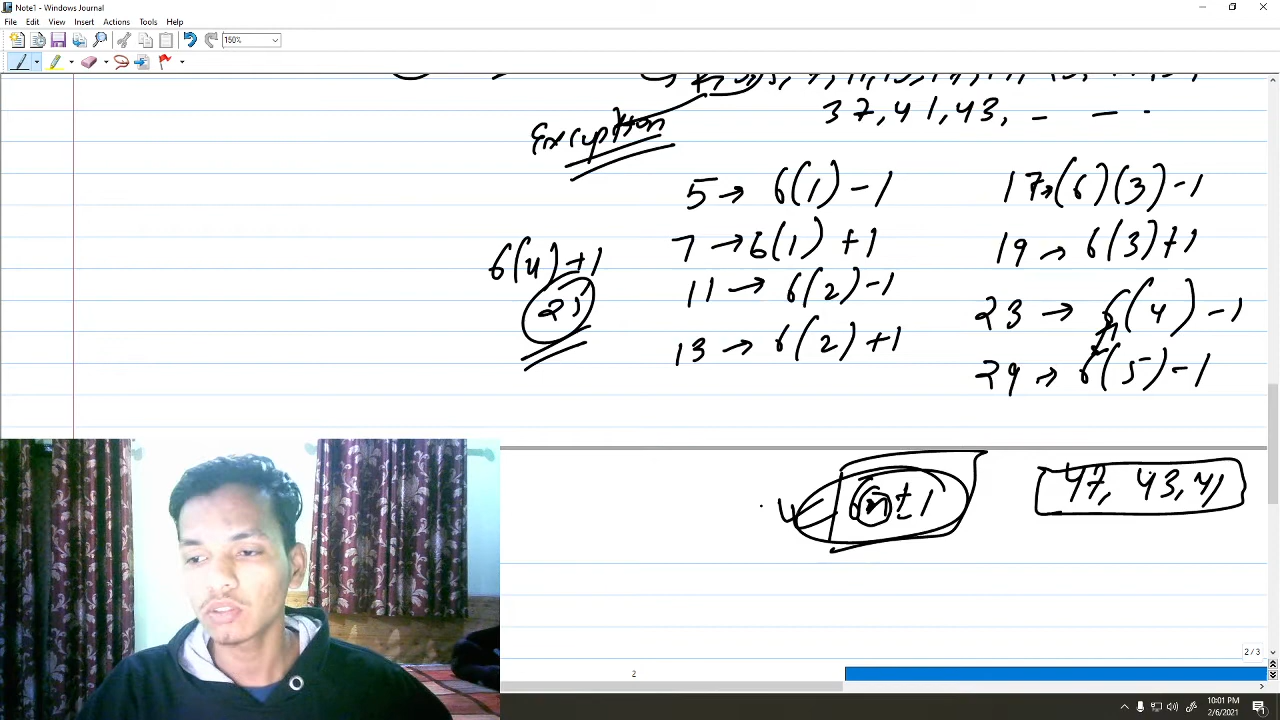 Note1 - Windows Journal
File Edit View Insert Actions Tools Help
150%
37, 41, 43, - - -
Exception
5 → 6(1) - 1
17 → (6)(3) - 1
6(4) + 1
7 → 6(1) + 1
19 → 6(3) + 1
25
11 → 6(2) - 1
23 → 6(4) - 1
13 → 6(2) + 1
29 → 6(5) - 1
6n ± 1
47, 43, 41
2/3
2
10:01 PM
2/6/2021